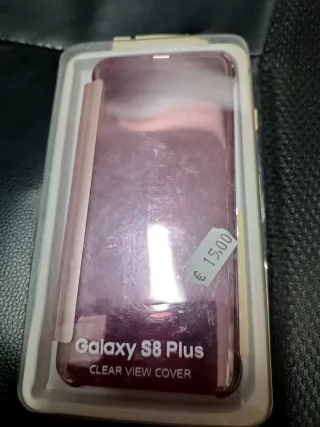 € 15,00
Galaxy S8 Plus
CLEAR VIEW COVER